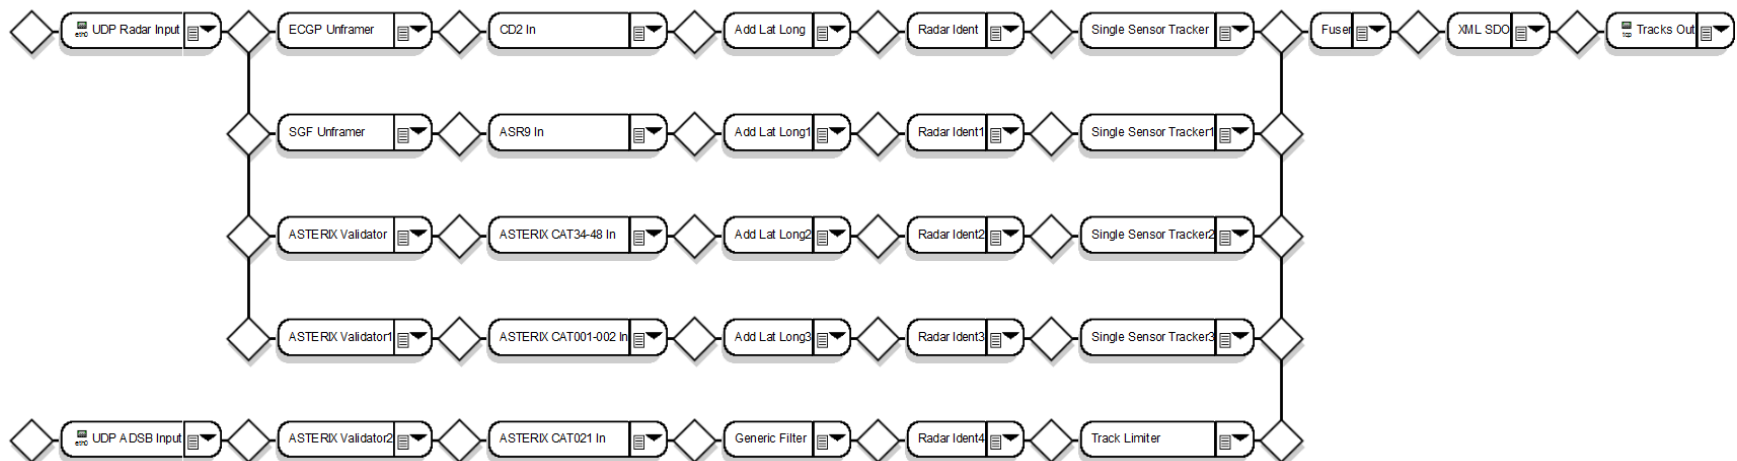 UDP Radar Input
ECGP Unframer
CD2 In
Add Lat Long
Radar Ident
Single Sensor Tracker
Fuser
XML SDO
Tracks Out
SGF Unframer
ASR9 In
Add Lat Long1
Radar Ident1
Single Sensor Tracker1
ASTERIX Validator
ASTERIX CAT34-48 In
Add Lat Long2
Radar Ident2
Single Sensor Tracker2
ASTERIX Validator1
ASTERIX CAT001-002 In
Add Lat Long3
Radar Ident3
Single Sensor Tracker3
UDP ADSB Input
ASTERIX Validator2
ASTERIX CAT021 In
Generic Filter
Radar Ident4
Track Limiter